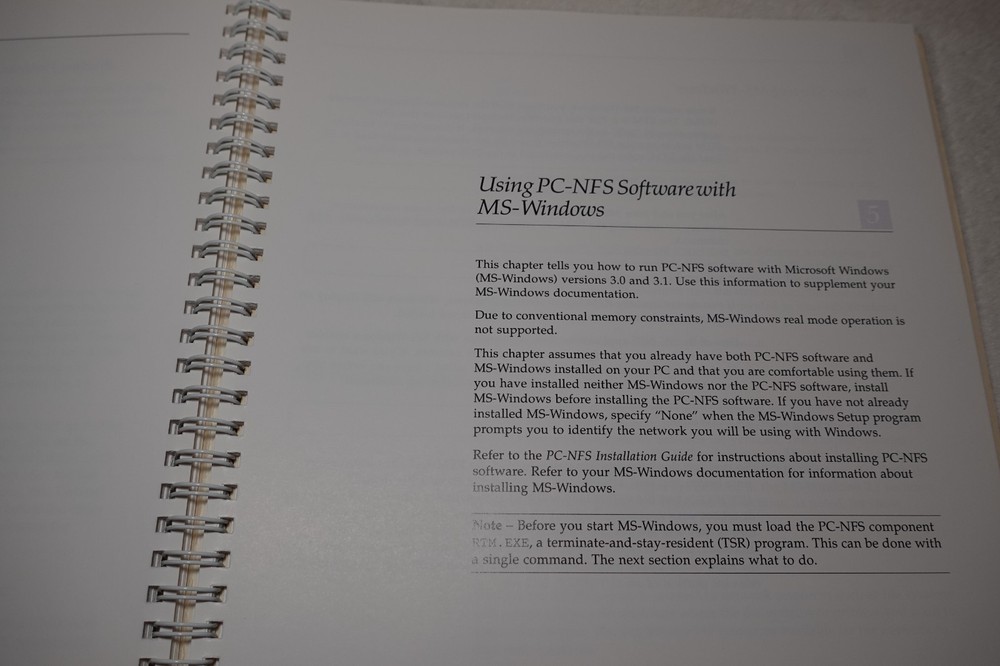 Using PC-NFS Software with
MS-Windows
5
This chapter tells you how to run PC-NFS software with Microsoft Windows
(MS-Windows) versions 3.0 and 3.1. Use this information to supplement your
MS-Windows documentation.
Due to conventional memory constraints, MS-Windows real mode operation is
not supported.
This chapter assumes that you already have both PC-NFS software and
MS-Windows installed on your PC and that you are comfortable using them. If
you have installed neither MS-Windows nor the PC-NFS software, install
MS-Windows before installing the PC-NFS software. If you have not already
installed MS-Windows, specify “None” when the MS-Windows Setup program
prompts you to identify the network you will be using with Windows.
Refer to the PC-NFS Installation Guide for instructions about installing PC-NFS
software. Refer to your MS-Windows documentation for information about
installing MS-Windows.
Note – Before you start MS-Windows, you must load the PC-NFS component
RTM.EXE, a terminate-and-stay-resident (TSR) program. This can be done with
a single command. The next section explains what to do.